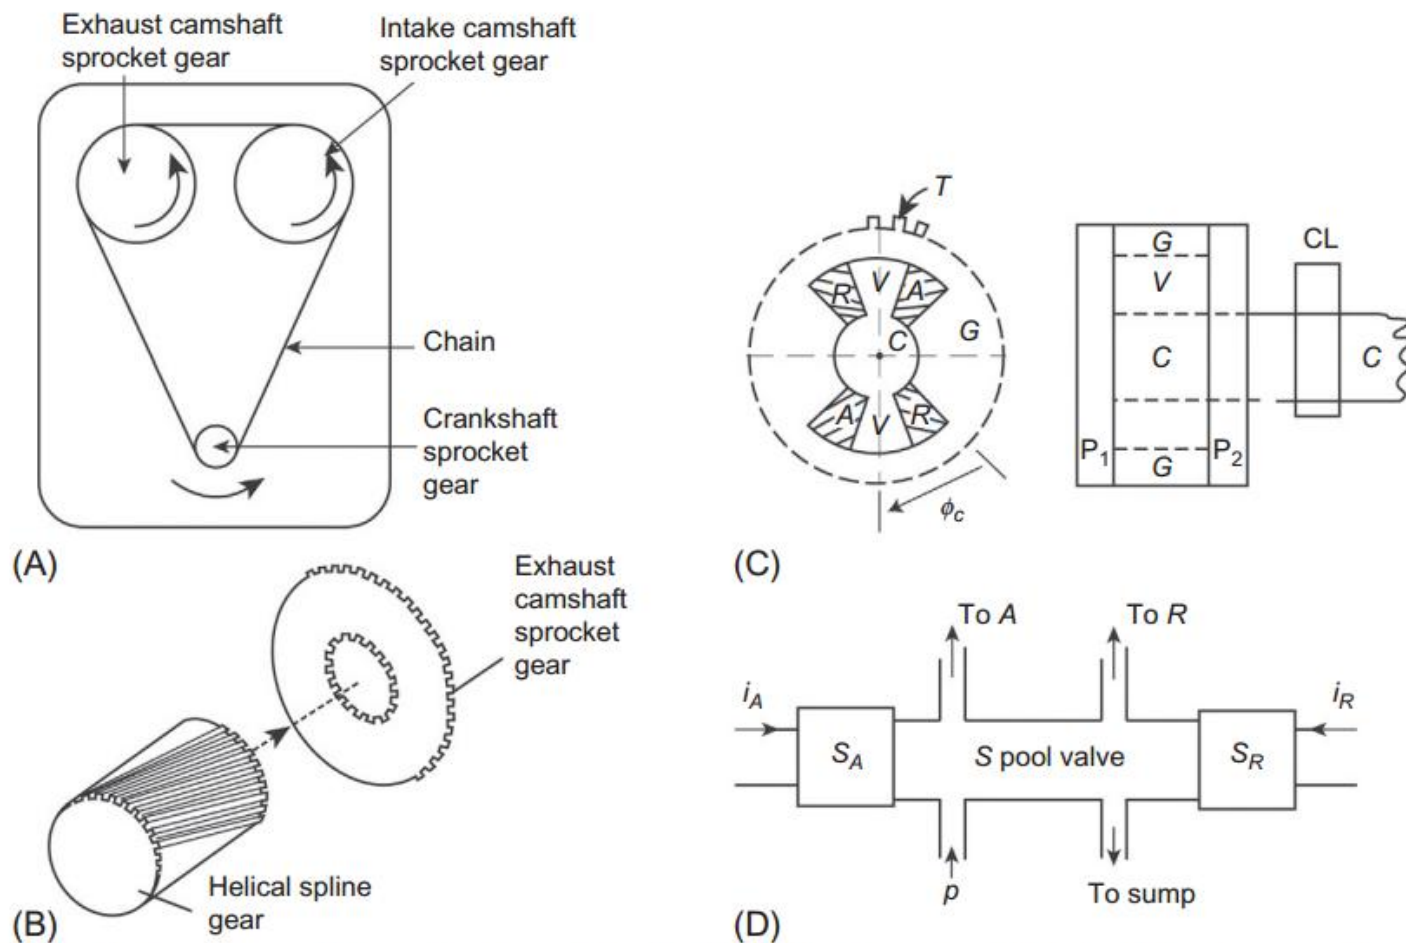 Exhaust camshaft
sprocket gear
Intake camshaft
sprocket gear
Chain
Crankshaft
sprocket
gear
(A)
Exhaust
camshaft
sprocket
gear
Helical spline
gear
(B)
T
R
V
A
C
G
A
V
R
ϕc
G
V
C
P1
P2
G
CL
C
(C)
To A
To R
iA
iR
SA
S pool valve
SR
p
To sump
(D)